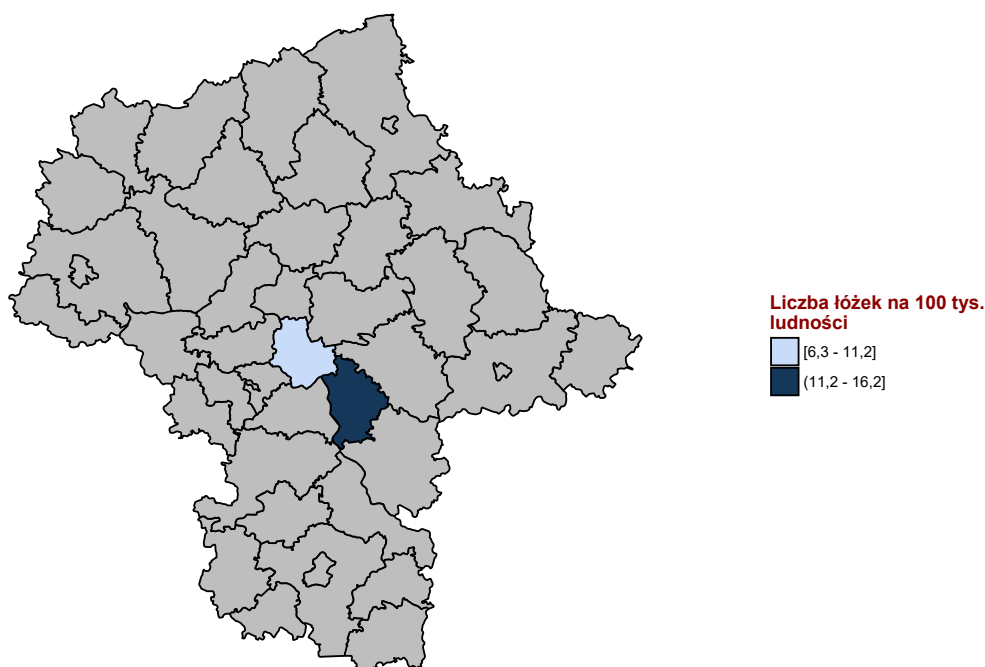 Liczba łóżek na 100 tys.
ludności
[6,3 - 11,2]
(11,2 - 16,2]